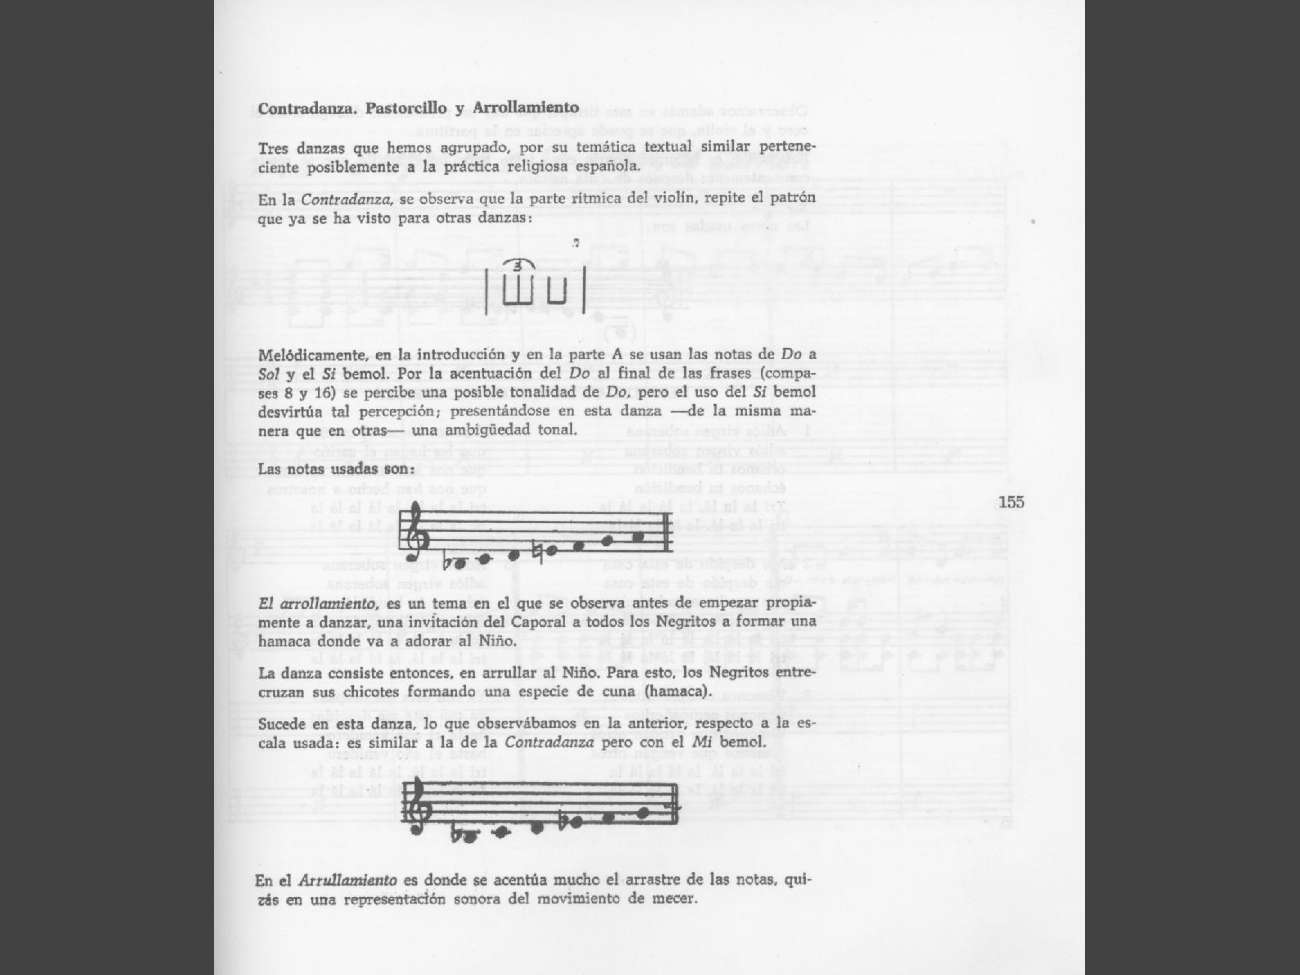 Contradanza. Pastorcillo y Arrollamiento
Tres danzas que hemos agrupado, por su temática textual similar pertene-
ciente posiblemente a la práctica religiosa española.
En la Contradanza, se observa que la parte rítmica del violín, repite el patrón
que ya se ha visto para otras danzas:
3
Melódicamente, en la introducción y en la parte A se usan las notas de Do a
Sol y el Si bemol. Por la acentuación del Do al final de las frases (compa-
ses 8 y 16) se percibe una posible tonalidad de Do, pero el uso del Si bemol
desvirtúa tal percepción; presentándose en esta danza —de la misma ma-
nera que en otras— una ambigüedad tonal.
Las notas usadas son:
155
El arrollamiento, es un tema en el que se observa antes de empezar propia-
mente a danzar, una invitación del Caporal a todos los Negritos a formar una
hamaca donde va a adorar al Niño.
La danza consiste entonces, en arrullar al Niño. Para esto, los Negritos entre-
cruzan sus chicotes formando una especie de cuna (hamaca).
Sucede en esta danza, lo que observábamos en la anterior, respecto a la es-
cala usada: es similar a la de la Contradanza pero con el Mi bemol.
En el Arrullamiento es donde se acentúa mucho el arrastre de las notas, qui-
zás en una representación sonora del movimiento de mecer.